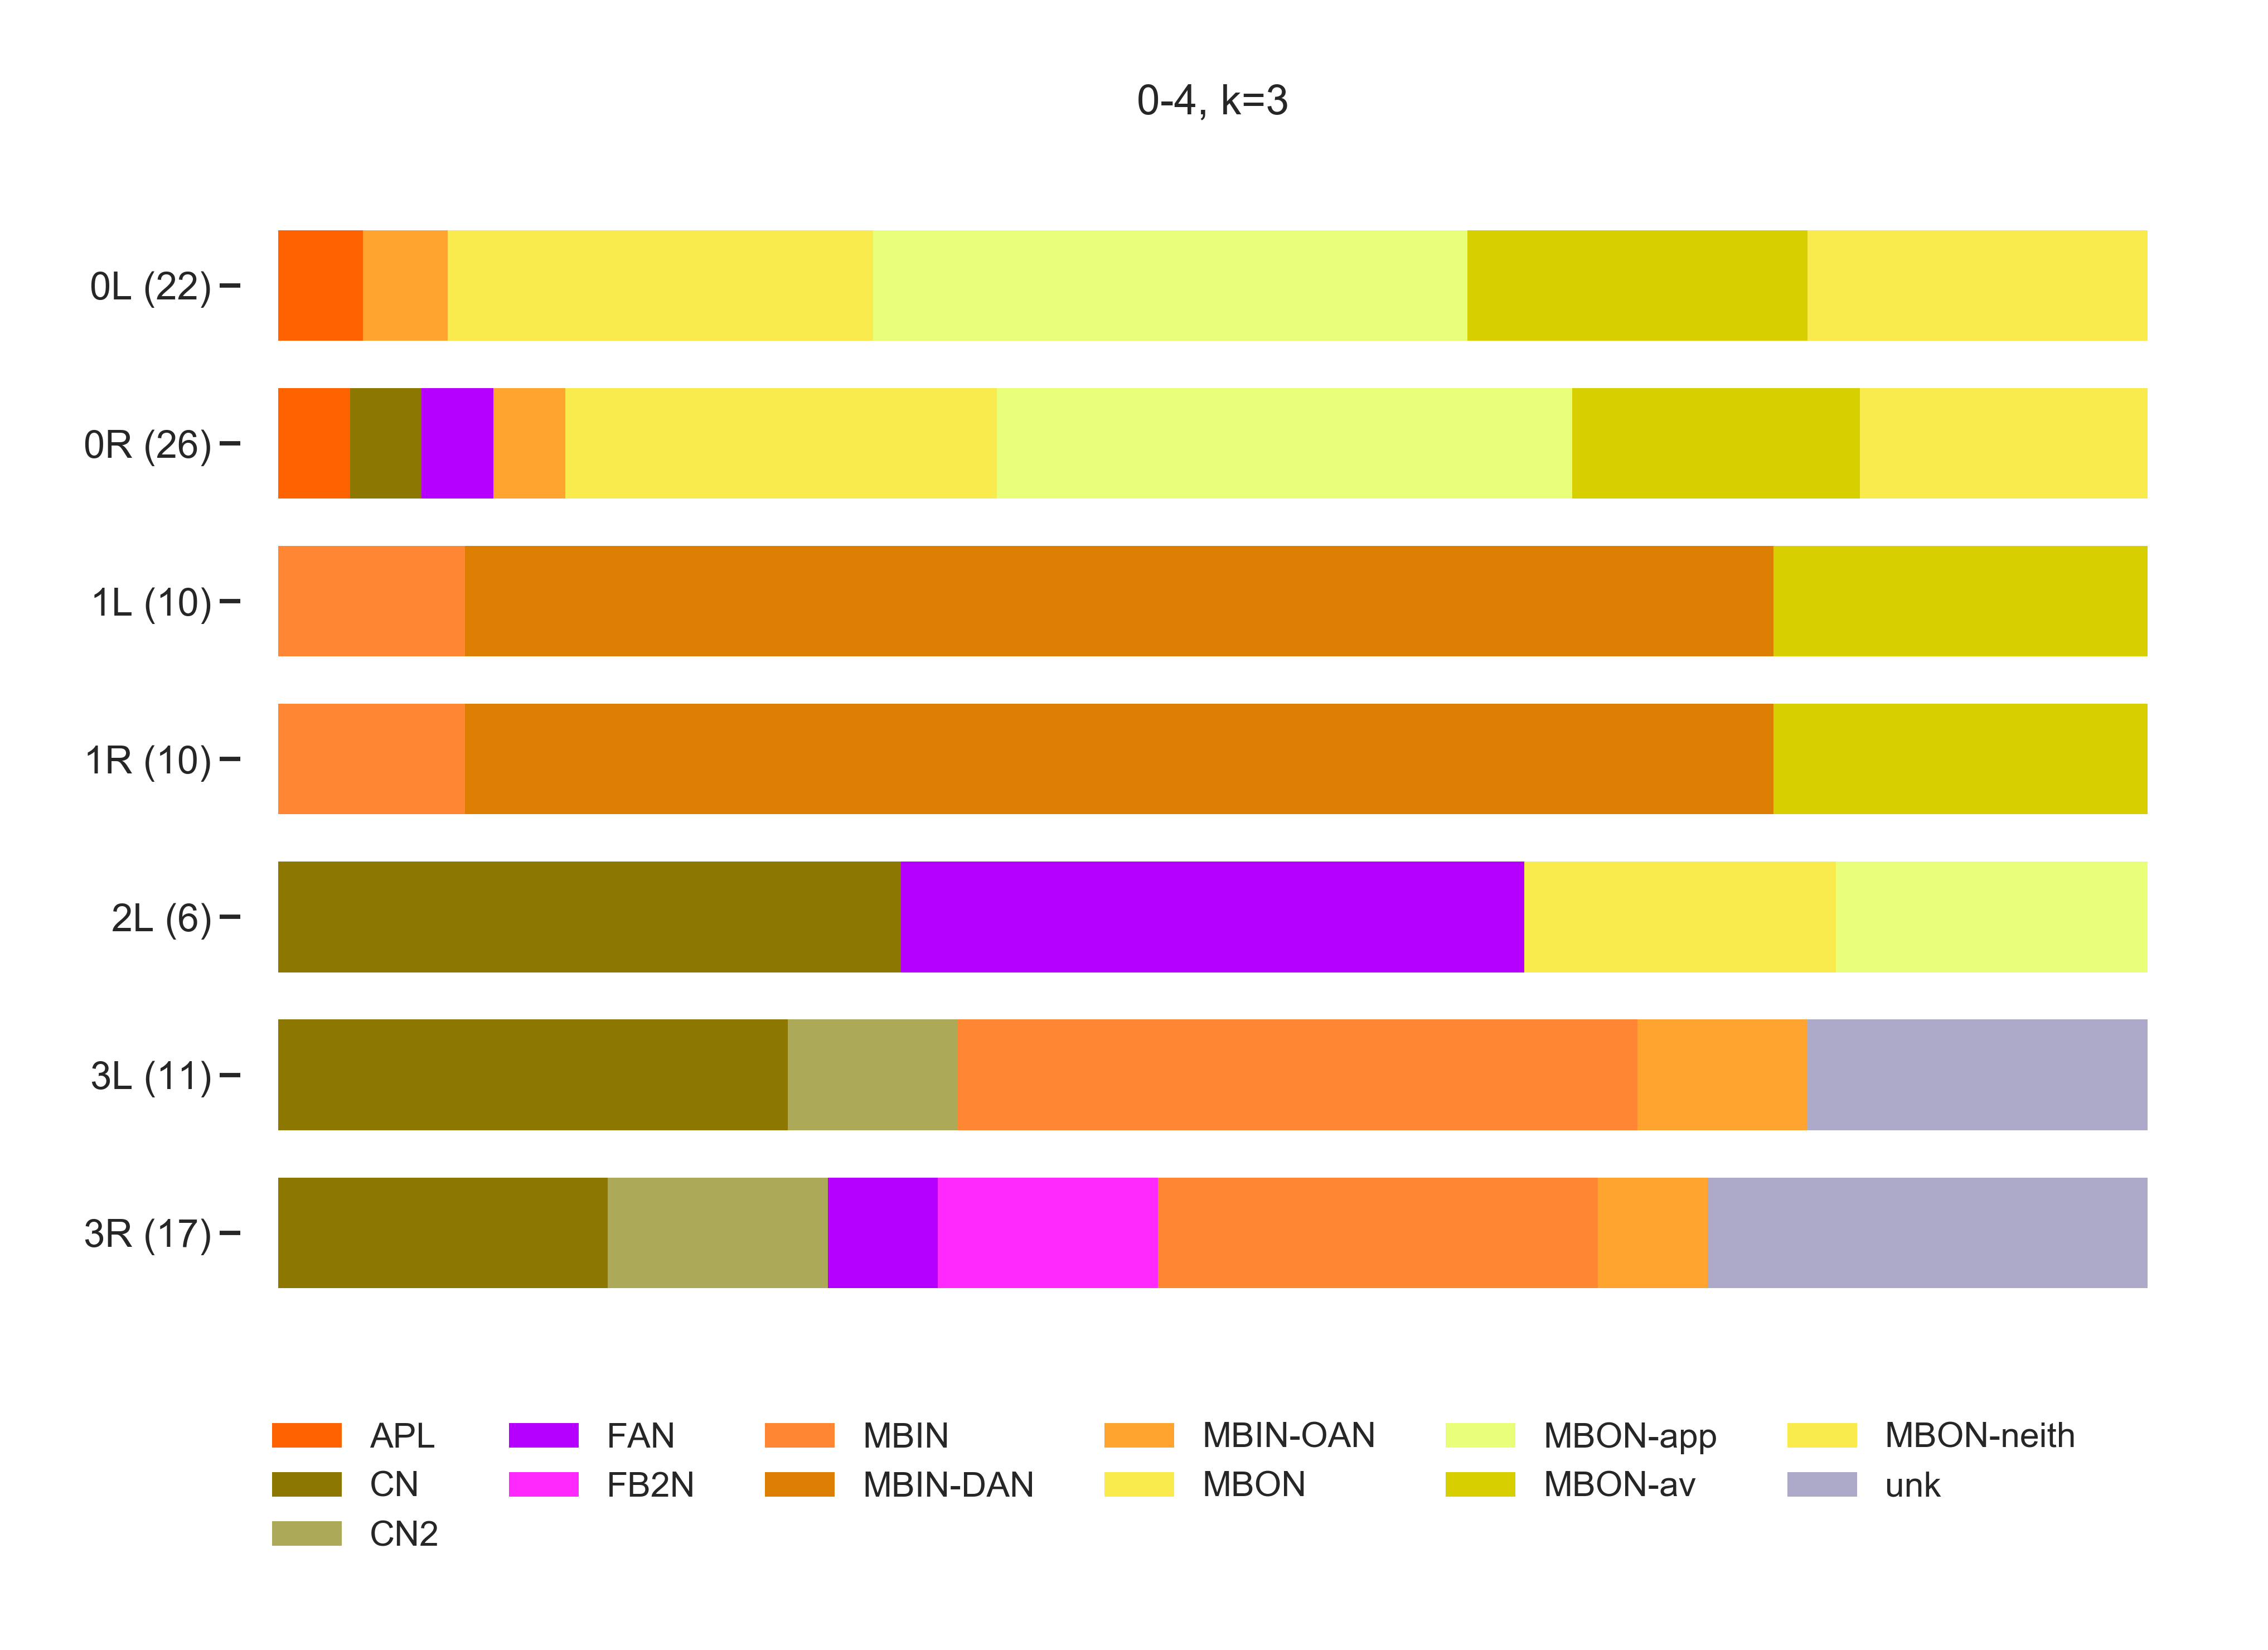 0-4, k=3
0L (22)
0R (26)
1L (10)
1R (10)
2L (6)
3L (11)
3R (17)
APL FAN MBIN MBIN-OAN MBON-app MBON-neith
CN FB2N MBIN-DAN MBON MBON-av unk
CN2